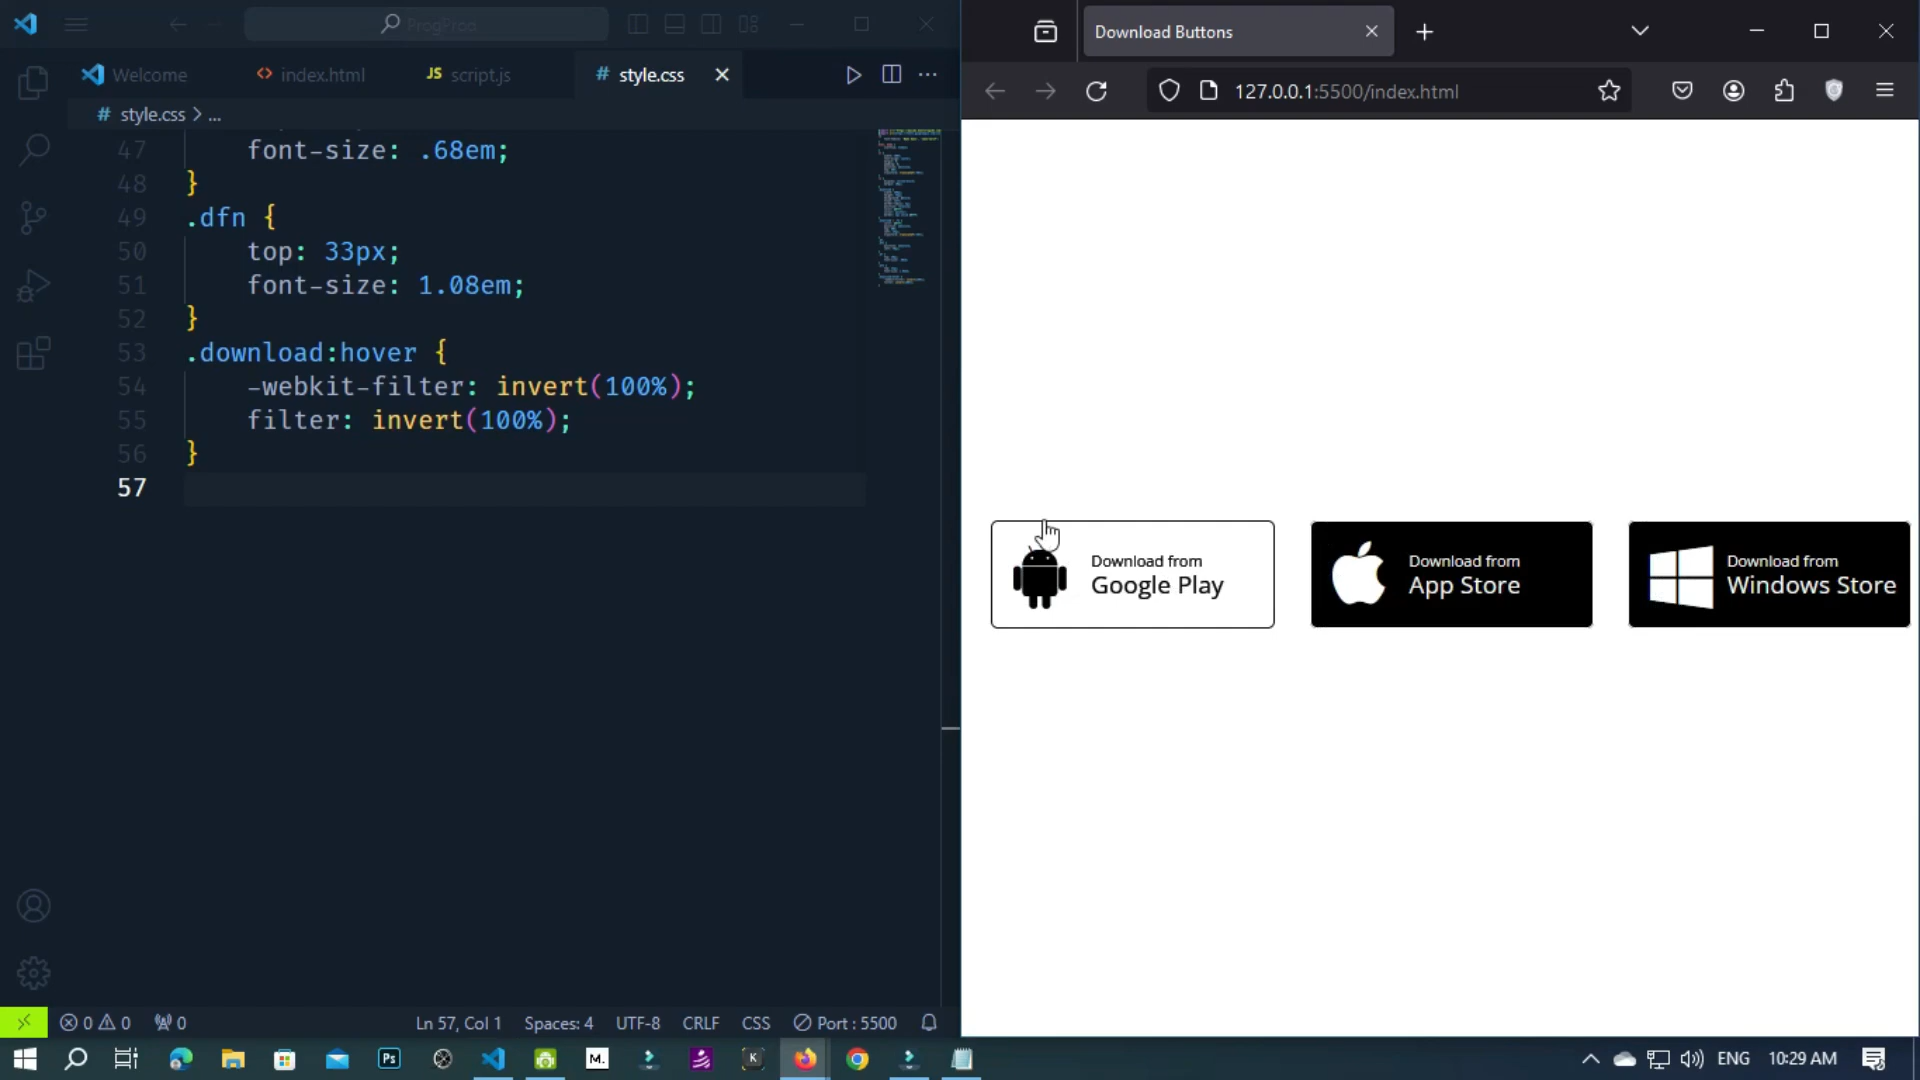 ProgProg
Welcome
index.html
JS script.js
# style.css
# style.css > ...
47 font-size: .68em;
48 }
49 .dfn {
50 top: 33px;
51 font-size: 1.08em;
52 }
53 .download:hover {
54 -webkit-filter: invert(100%);
55 filter: invert(100%);
56 }
57
0 0 0
Ln 57, Col 1
Spaces: 4
UTF-8
CRLF
CSS
Port : 5500
Download Buttons
127.0.0.1:5500/index.html
Download from
Google Play
Download from
App Store
Download from
Windows Store
Ps
M.
K
ENG
10:29 AM